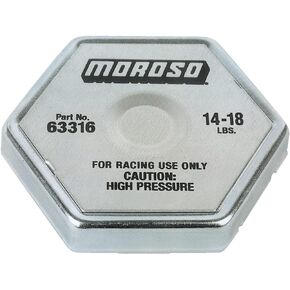 MOROSO
Part No.
63316
14-18
LBS.
FOR RACING USE ONLY
CAUTION:
HIGH PRESSURE